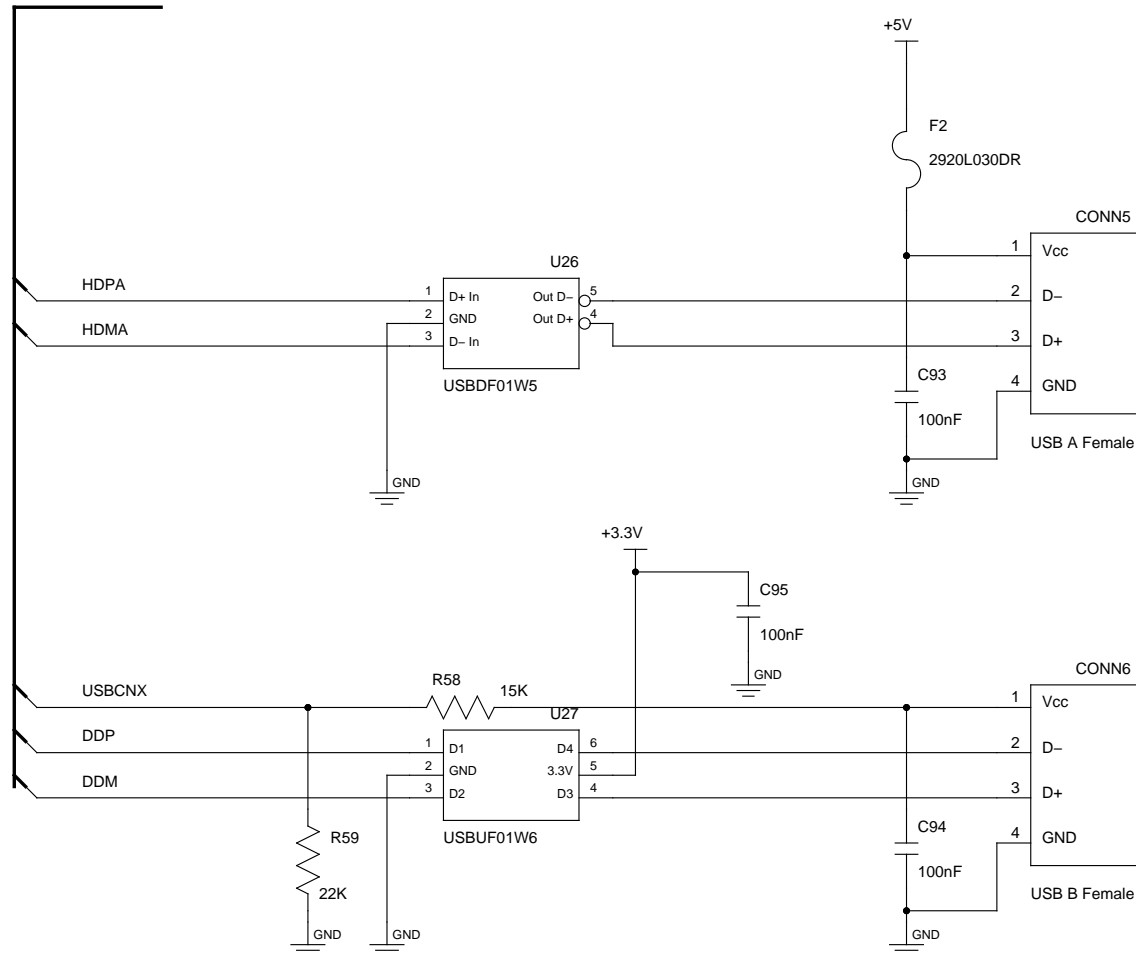 +5V
F2
2920L030DR
CONN5
1 Vcc
U26
HDPA
1 D+ In Out D− 5
2 D−
2 GND Out D+ 4
HDMA
3 D− In
3 D+
USBDF01W5
C93
4 GND
100nF
USB A Female
GND
GND
+3.3V
C95
100nF
GND
CONN6
R58
USBCNX
15K
1 Vcc
U27
DDP
1 D1 D4 6
2 D−
2 GND 3.3V 5
DDM
3 D2 D3 4
3 D+
USBUF01W6
R59
C94
4 GND
100nF
22K
USB B Female
GND
GND
GND